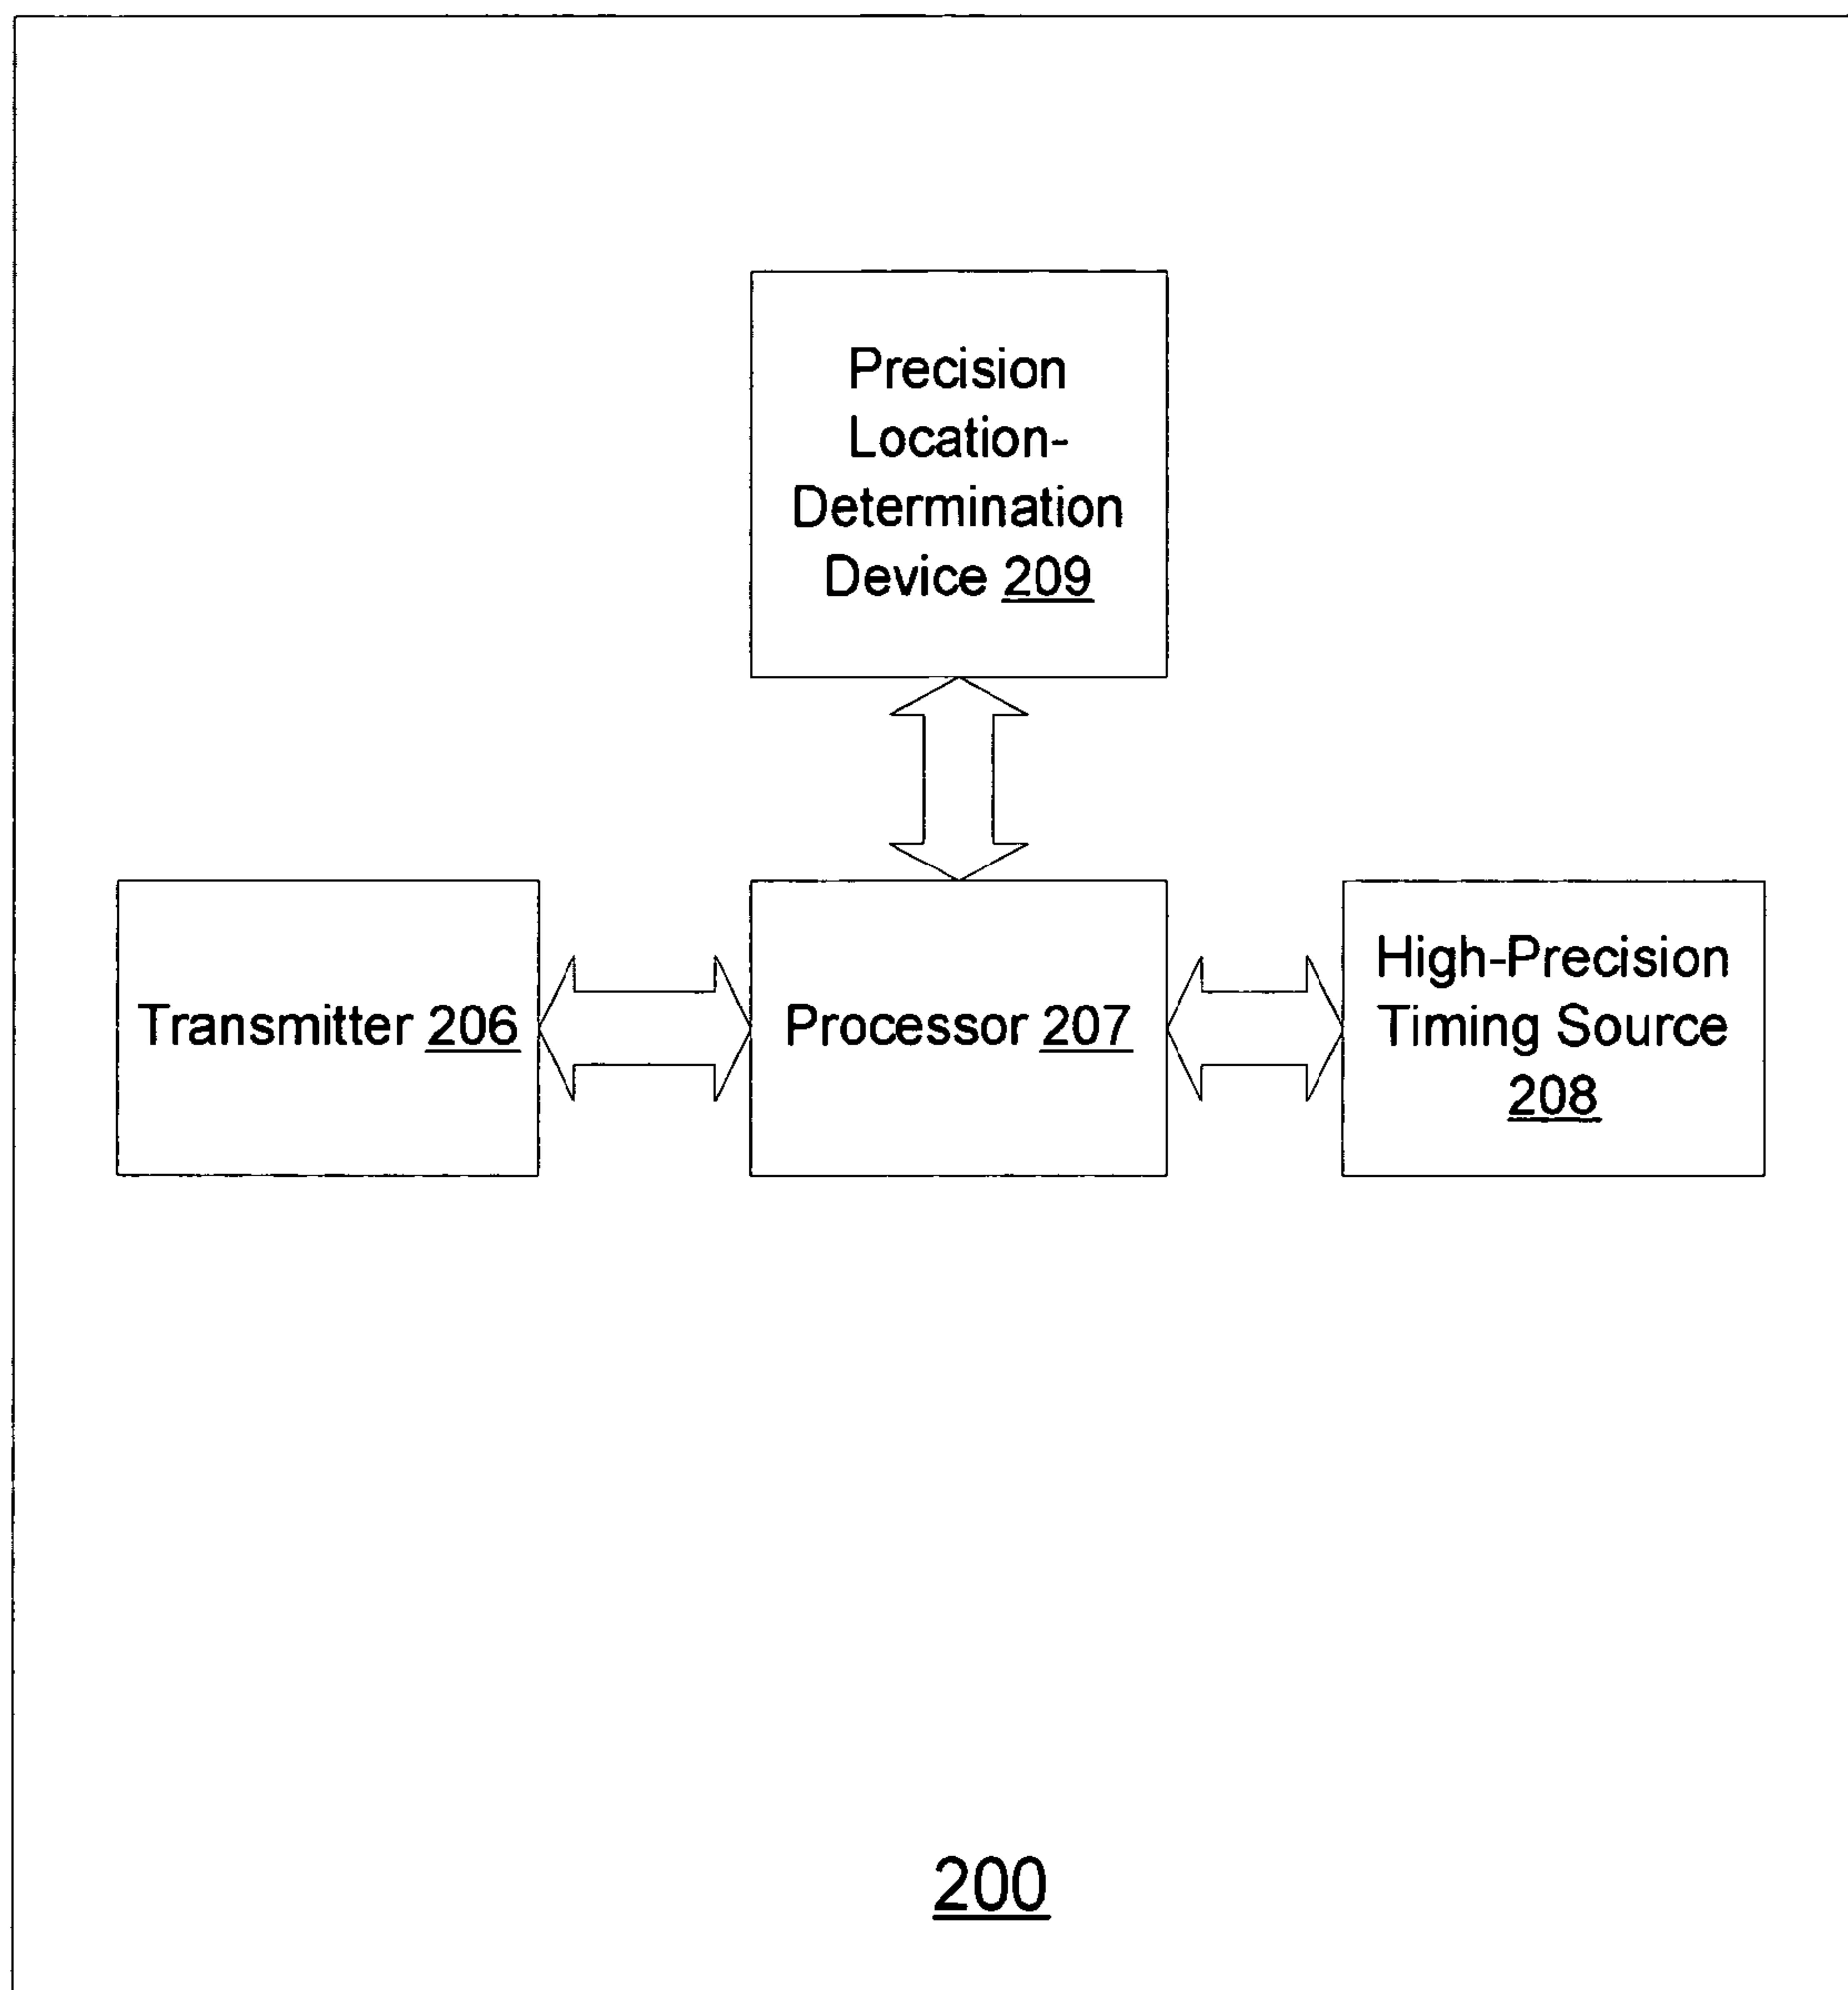 Precision
Location-
Determination
Device 209
Transmitter 206
Processor 207
High-Precision
Timing Source
208
200